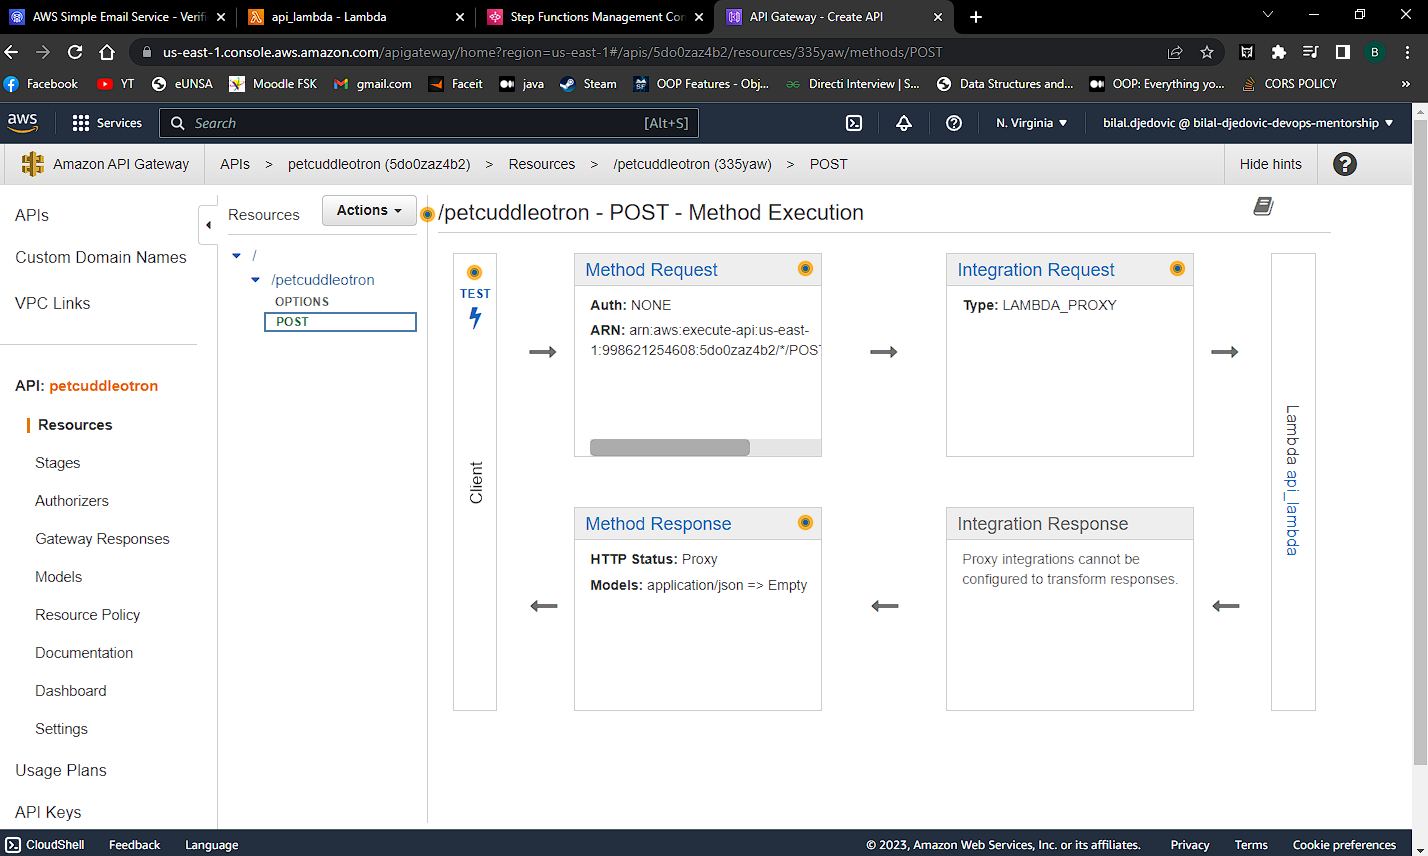 AWS Simple Email Service - Verifi
api_lambda - Lambda
Step Functions Management Con
API Gateway - Create API
us-east-1.console.aws.amazon.com/apigateway/home?region=us-east-1#/apis/5do0zaz4b2/resources/335yaw/methods/POST
B
Facebook
YT
eUNSA
Moodle FSK
gmail.com
Faceit
java
Steam
OOP Features - Obj...
Directi Interview | S...
Data Structures and...
OOP: Everything yo...
CORS POLICY
»
aws
Services
Search
[Alt+S]
N. Virginia
bilal.djedovic @ bilal-djedovic-devops-mentorship
Amazon API Gateway
APIs > petcuddleotron (5do0zaz4b2) > Resources > /petcuddleotron (335yaw) > POST
Hide hints
APIs
Custom Domain Names
VPC Links
API: petcuddleotron
Resources
Stages
Authorizers
Gateway Responses
Models
Resource Policy
Documentation
Dashboard
Settings
Usage Plans
API Keys
Resources
Actions
/
/petcuddleotron
OPTIONS
POST
/petcuddleotron - POST - Method Execution
TEST
Client
Method Request
Auth: NONE
ARN: arn:aws:execute-api:us-east-
1:998621254608:5do0zaz4b2/*/POST
Integration Request
Type: LAMBDA_PROXY
Lambda api_lambda
Method Response
HTTP Status: Proxy
Models: application/json => Empty
Integration Response
Proxy integrations cannot be
configured to transform responses.
CloudShell
Feedback
Language
© 2023, Amazon Web Services, Inc. or its affiliates.
Privacy
Terms
Cookie preferences